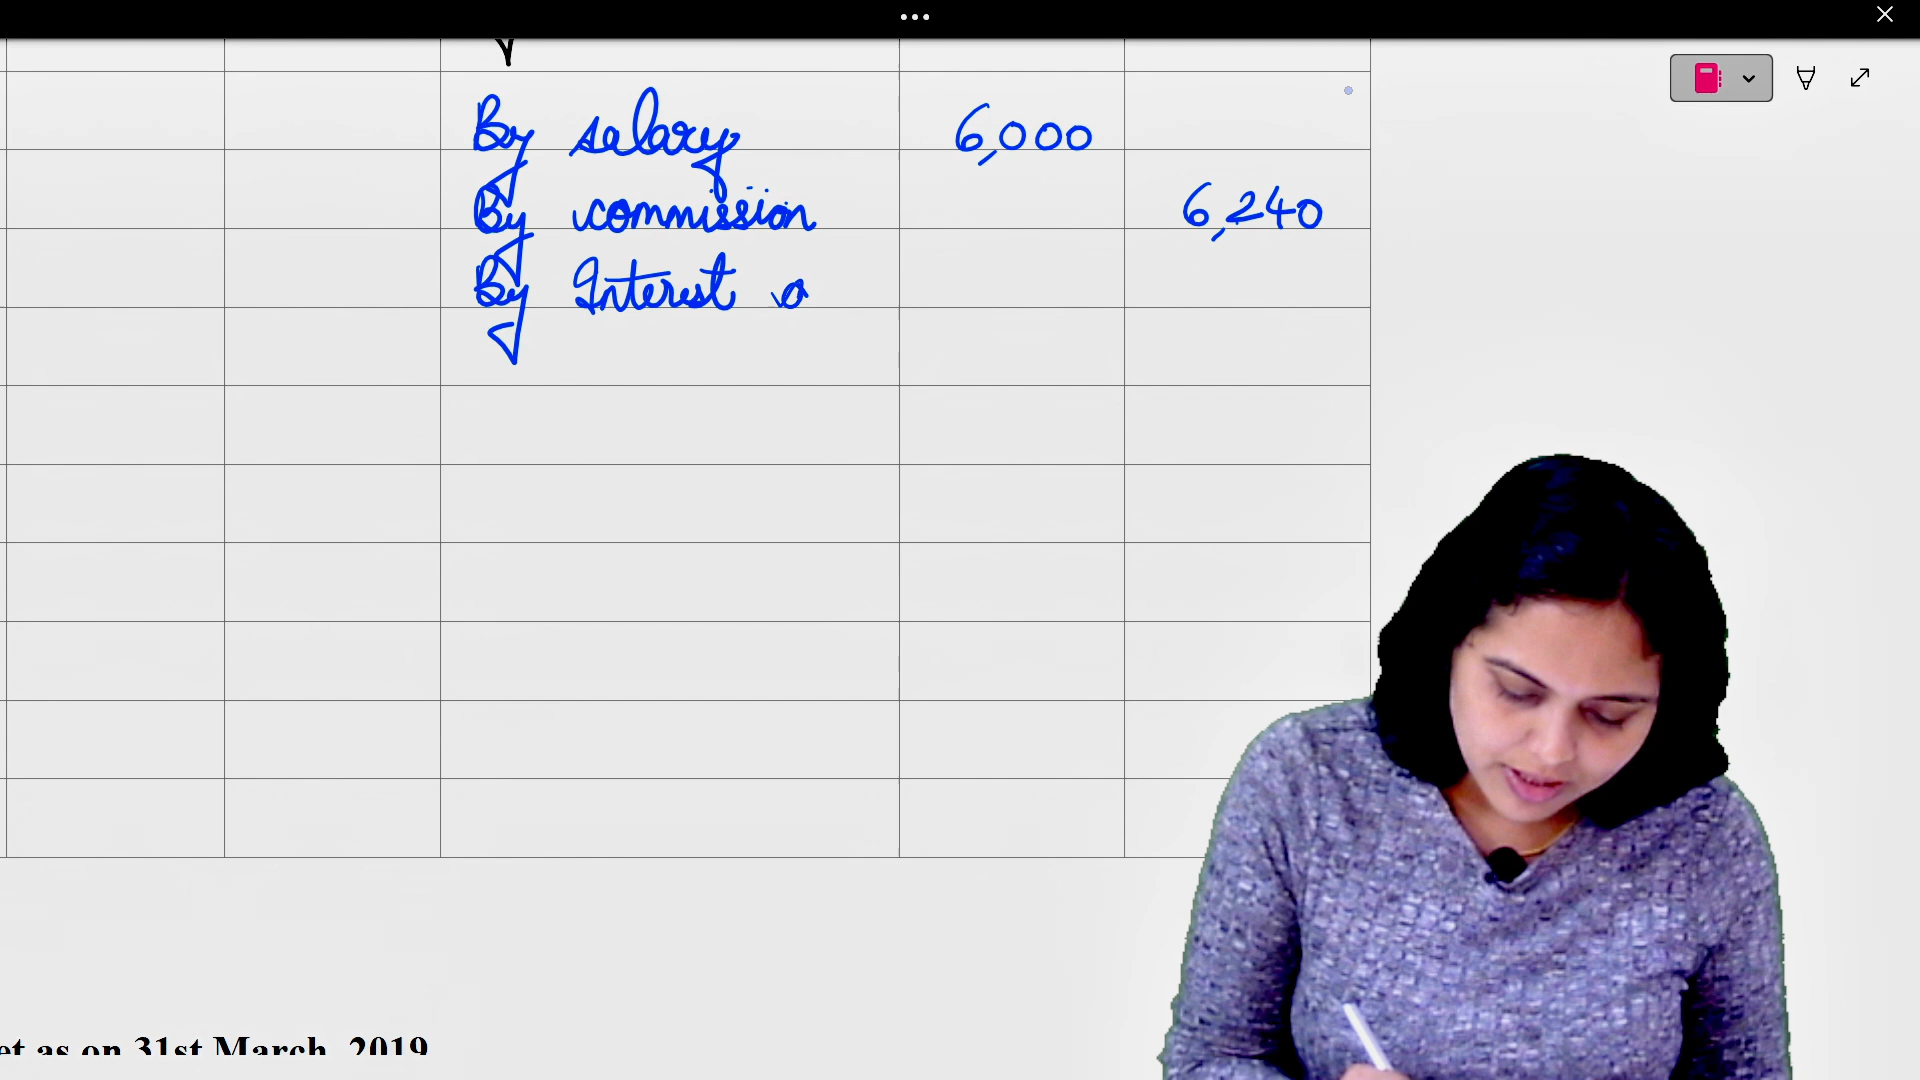 By salary 6,000
By commission 6,240
By Interest o
et as on 31st March, 2019